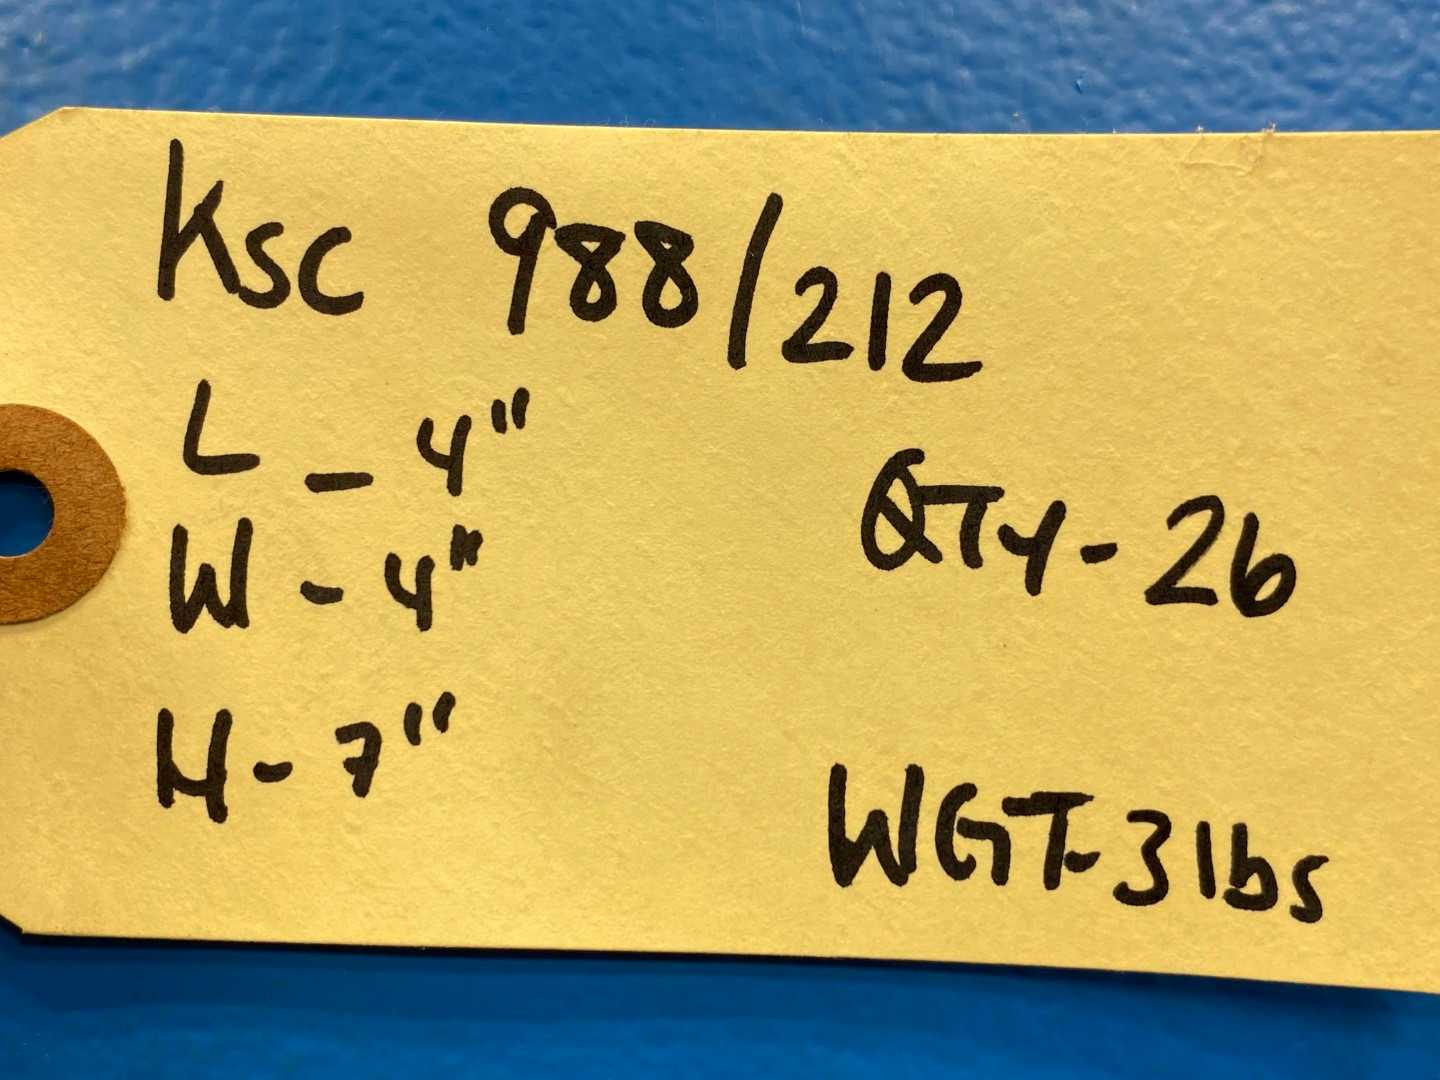 KSC 988/212
L - 4"
W - 4"
QTY - 26
H - 7"
WGT-3lbs